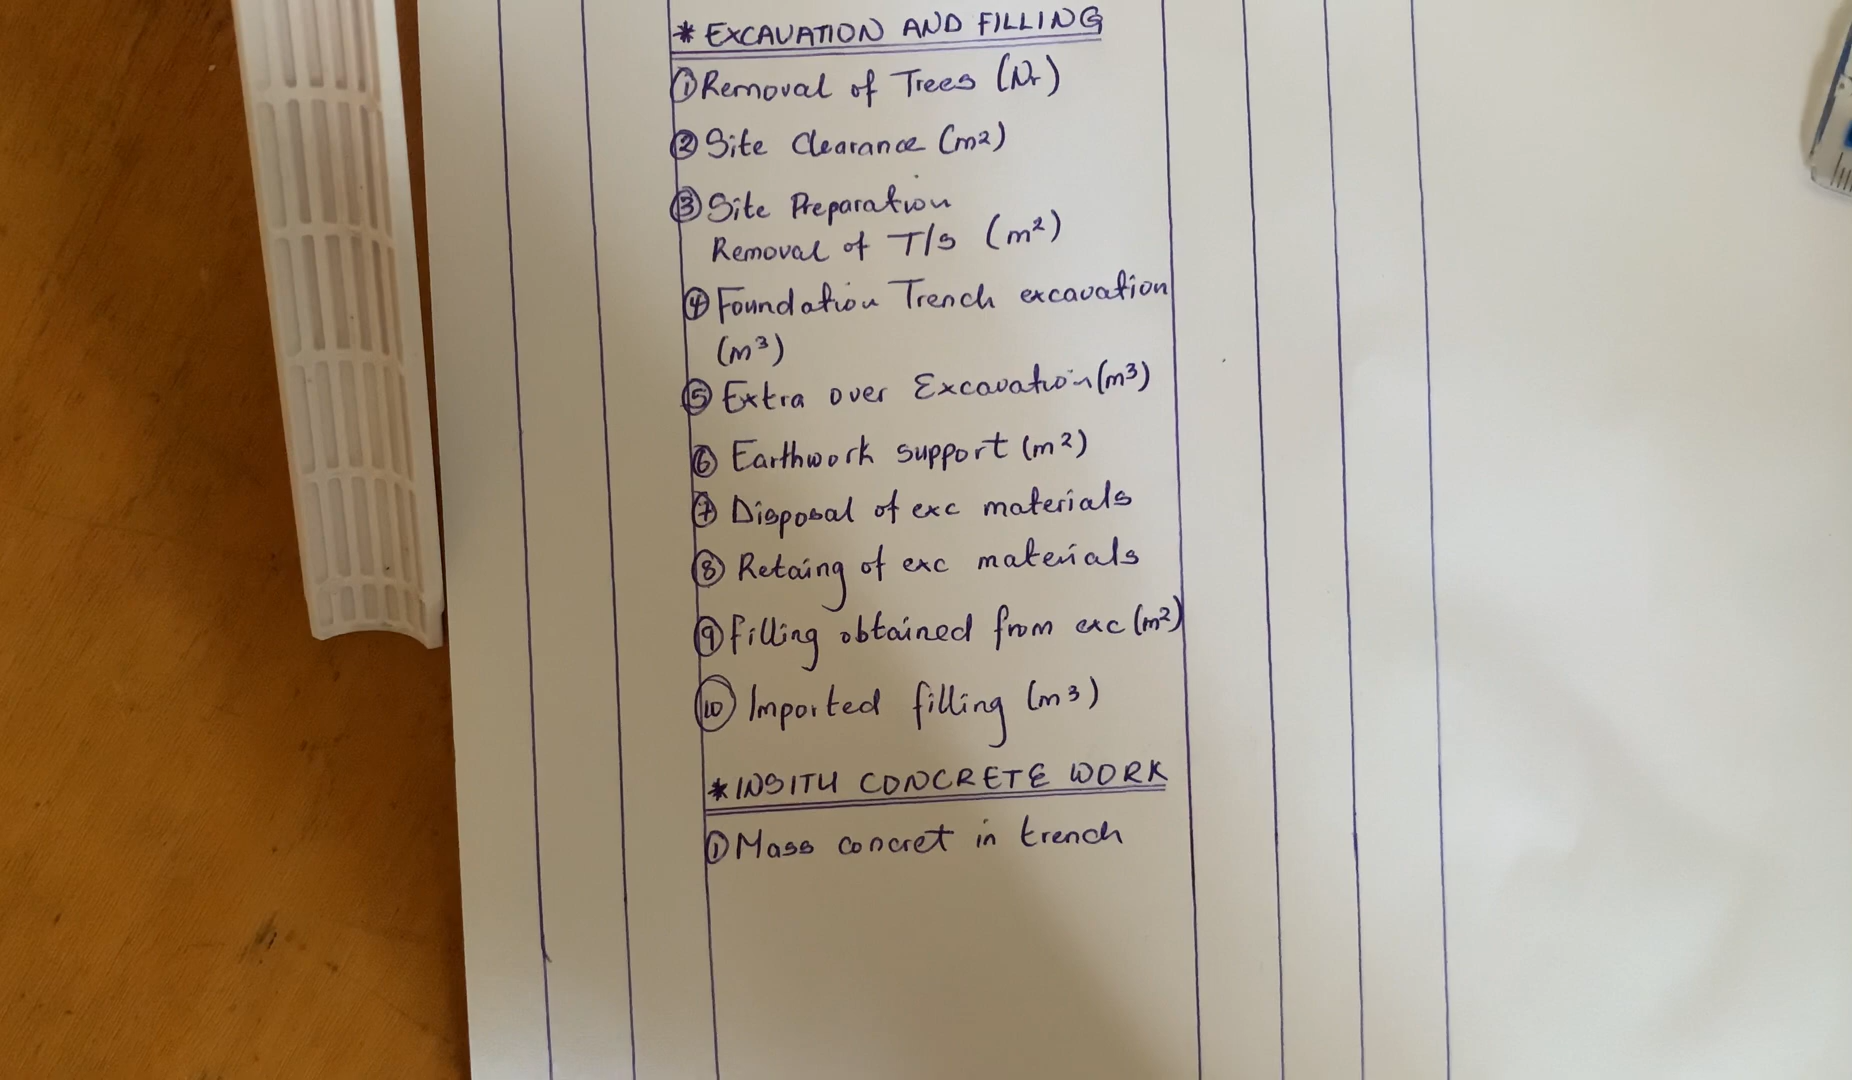 * EXCAVATION AND FILLING
① Removal of Trees (Nr)
② Site Clearance (m2)
③ Site Preparation
Removal of T/S (m²)
④ Foundation Trench excavation
(m³)
⑤ Extra over Excavation (m³)
⑥ Earthwork support (m²)
⑦ Disposal of exc materials
⑧ Retaing of exc materials
⑨ filling obtained from exc (m²)
⑩ Imported filling (m³)
* INSITU CONCRETE WORK
① Mass concret in trench